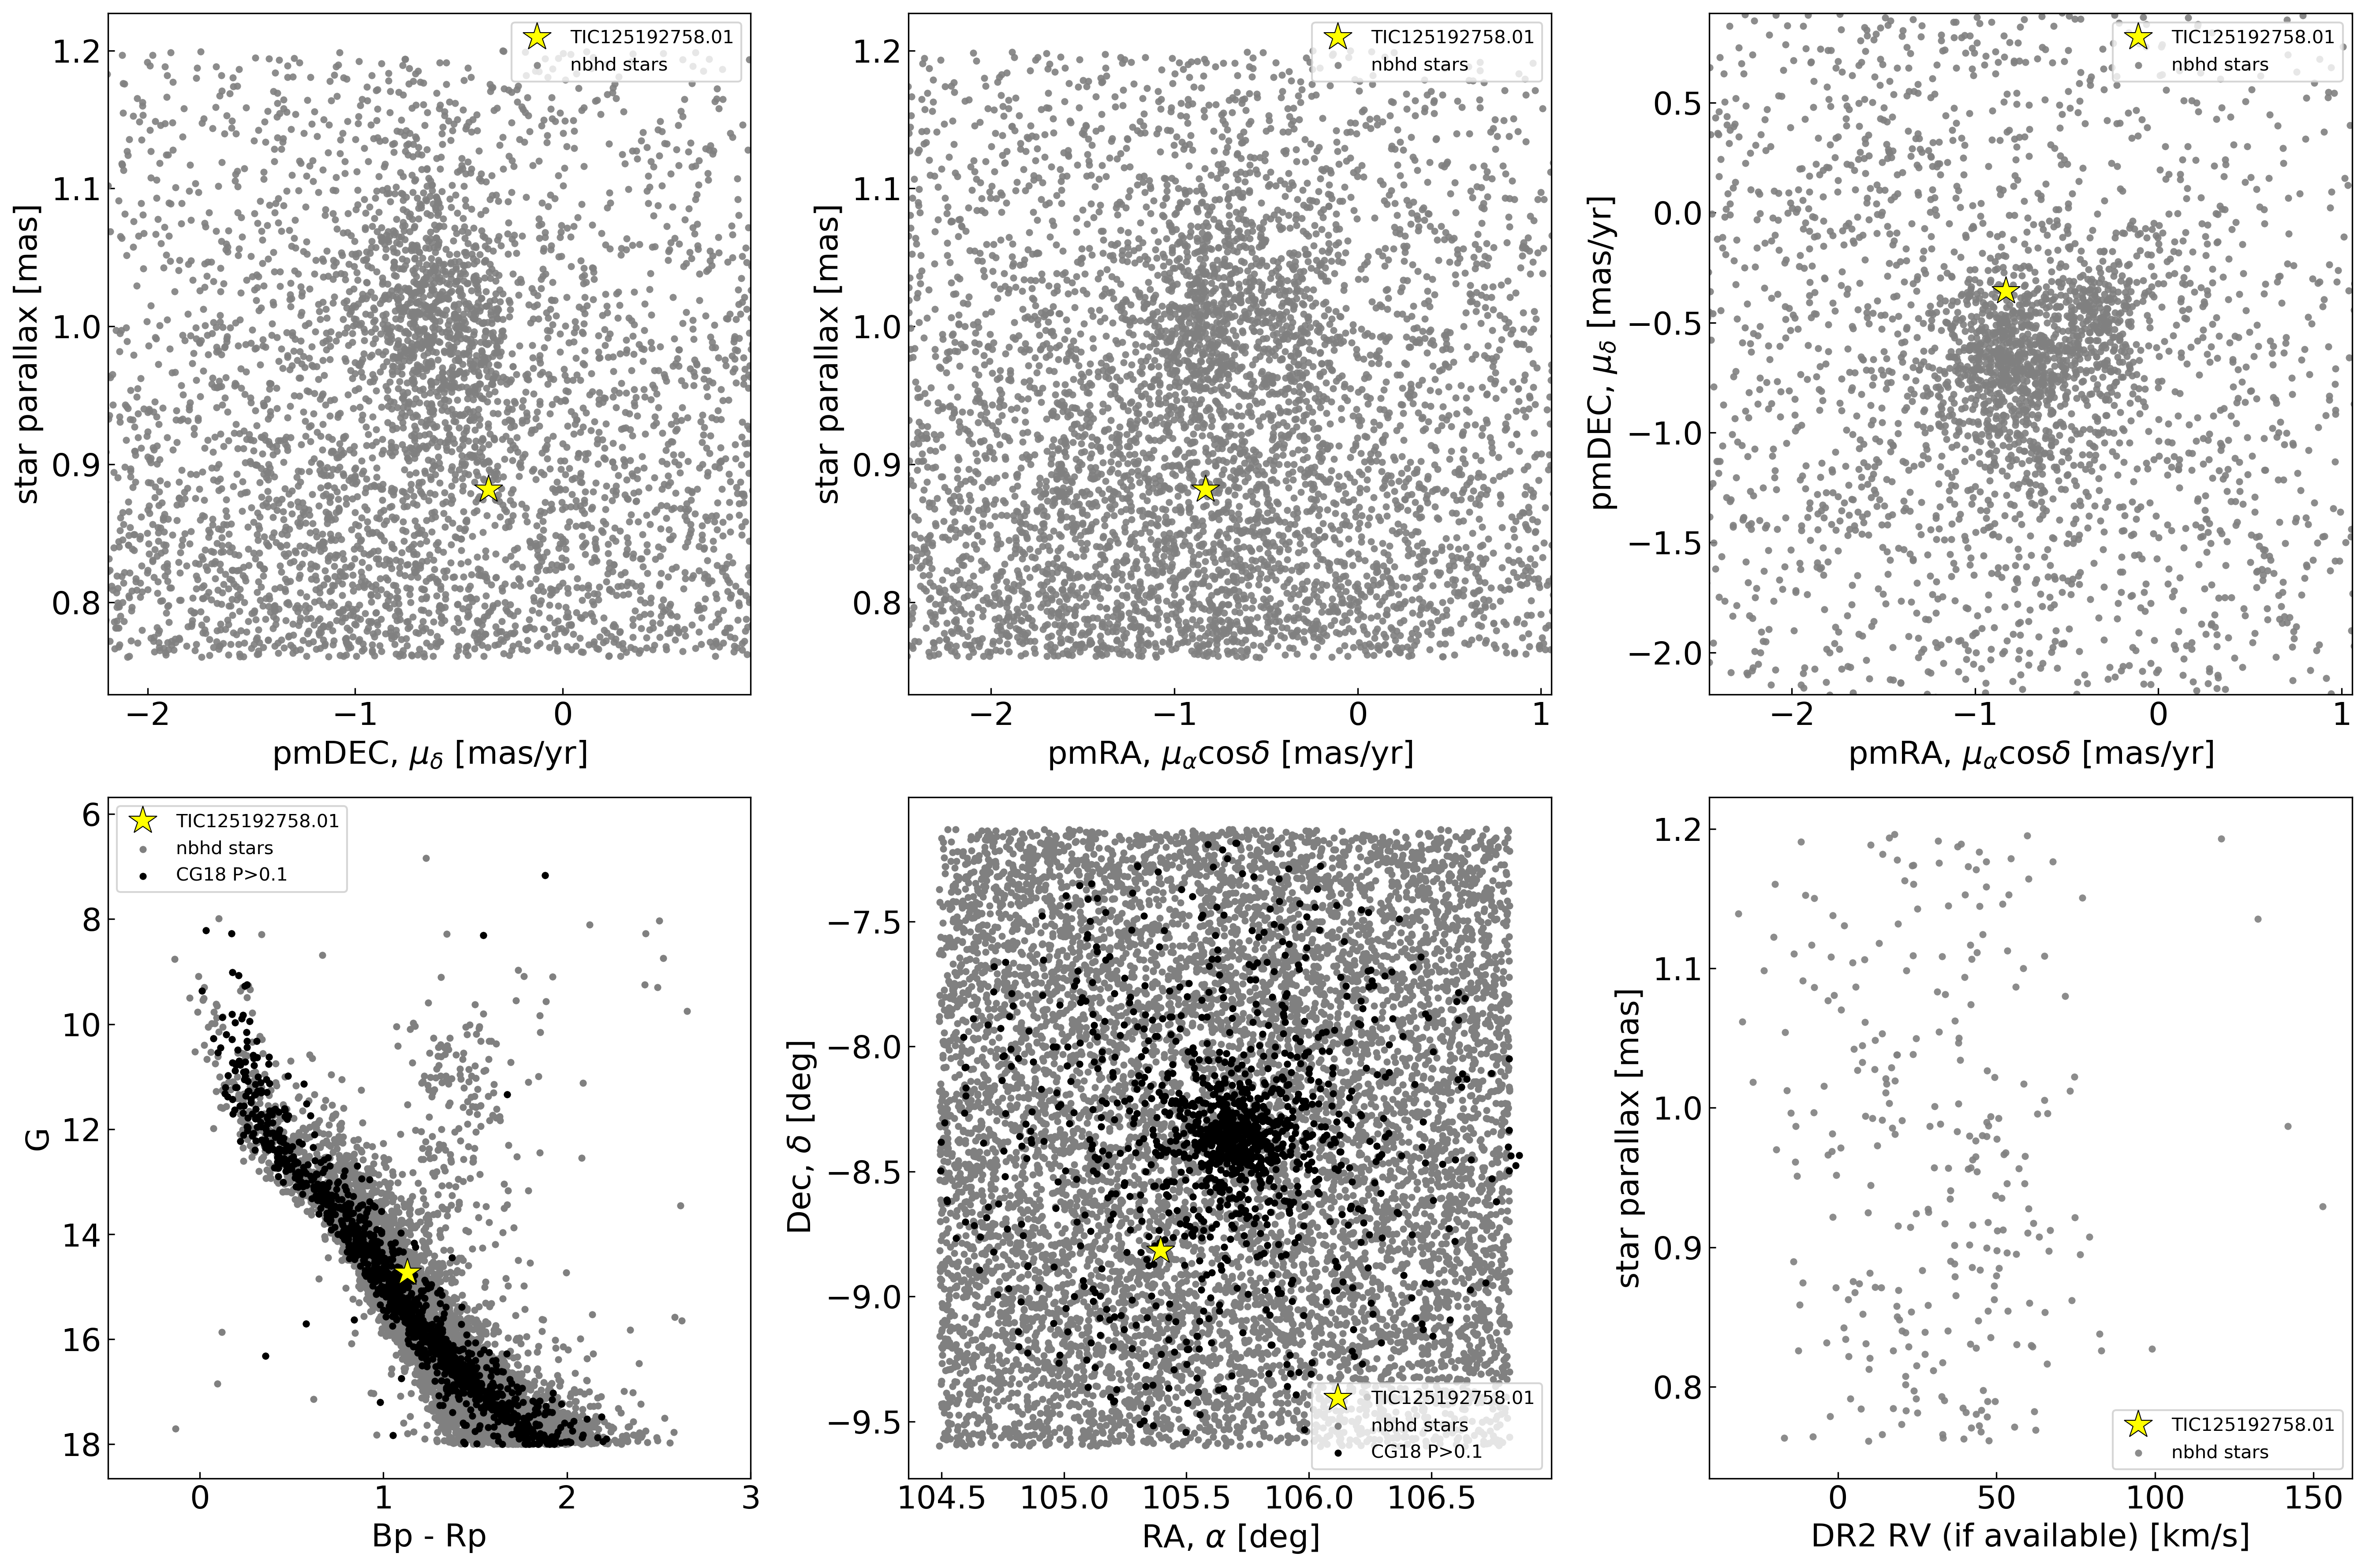 TIC125192758.01
nbhd stars
1.2
1.1
1.0
0.9
0.8
star parallax [mas]
−2
−1
0
pmDEC, μδ [mas/yr]
TIC125192758.01
nbhd stars
1.2
1.1
1.0
0.9
0.8
star parallax [mas]
−2
−1
0
1
pmRA, μαcosδ [mas/yr]
TIC125192758.01
nbhd stars
0.5
0.0
−0.5
−1.0
−1.5
−2.0
pmDEC, μδ [mas/yr]
−2
−1
0
1
pmRA, μαcosδ [mas/yr]
TIC125192758.01
nbhd stars
CG18 P>0.1
6
8
10
12
14
16
18
G
0
1
2
3
Bp - Rp
−7.5
−8.0
−8.5
−9.0
−9.5
Dec, δ [deg]
TIC125192758.01
nbhd stars
CG18 P>0.1
104.5
105.0
105.5
106.0
106.5
RA, α [deg]
1.2
1.1
1.0
0.9
0.8
star parallax [mas]
TIC125192758.01
nbhd stars
0
50
100
150
DR2 RV (if available) [km/s]